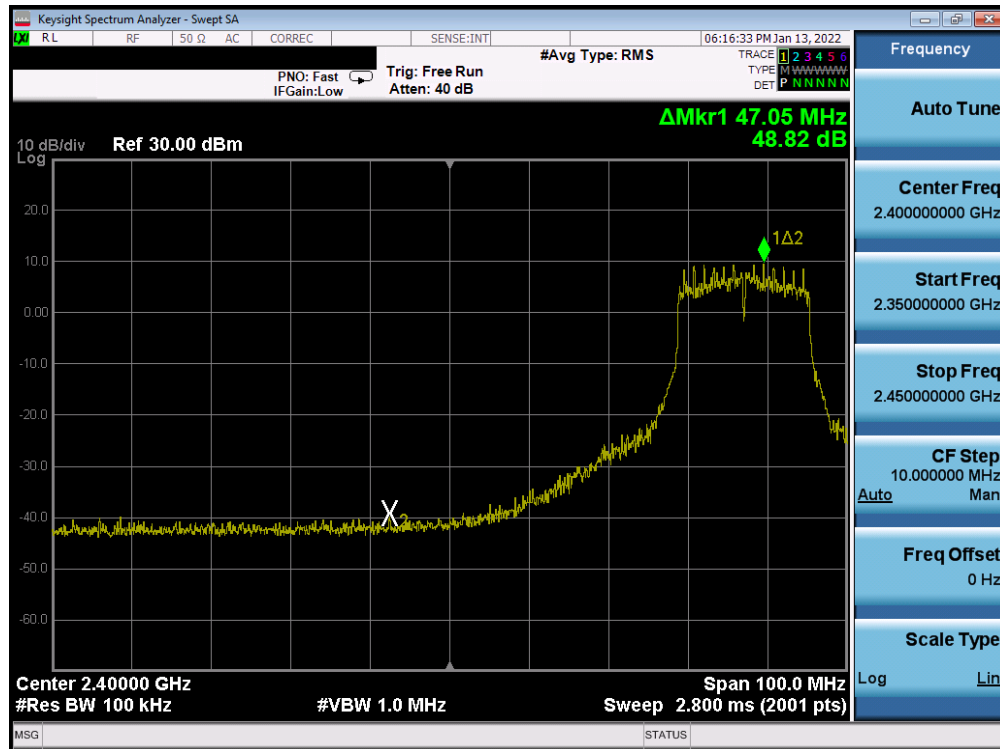 Keysight Spectrum Analyzer - Swept SA
LXI RL RF 50 Ω AC CORREC SENSE:INT 06:16:33 PM Jan 13, 2022
#Avg Type: RMS TRACE 1 2 3 4 5 6
PNO: Fast Trig: Free Run TYPE M W W W W W
IFGain:Low Atten: 40 dB DET P N N N N N
ΔMkr1 47.05 MHz
48.82 dB
10 dB/div Ref 30.00 dBm
Log
20.0
10.0
0.00
-10.0
-20.0
-30.0
-40.0
-50.0
-60.0
1Δ2
X2
Center 2.40000 GHz Span 100.0 MHz
#Res BW 100 kHz #VBW 1.0 MHz Sweep 2.800 ms (2001 pts)
MSG STATUS
Frequency
Auto Tune
Center Freq
2.400000000 GHz
Start Freq
2.350000000 GHz
Stop Freq
2.450000000 GHz
CF Step
10.000000 MHz
Auto Man
Freq Offset
0 Hz
Scale Type
Log Lin